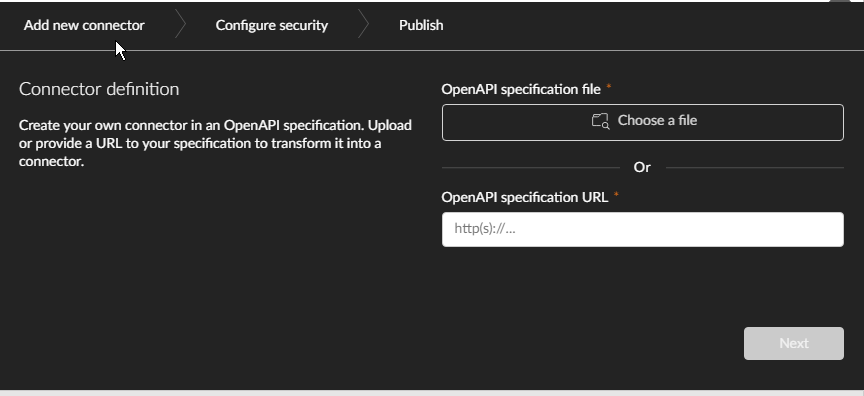 Add new connector
Configure security
Publish
Connector definition
Create your own connector in an OpenAPI specification. Upload
or provide a URL to your specification to transform it into a
connector.
OpenAPI specification file *
Choose a file
Or
OpenAPI specification URL *
http(s)://...
Next